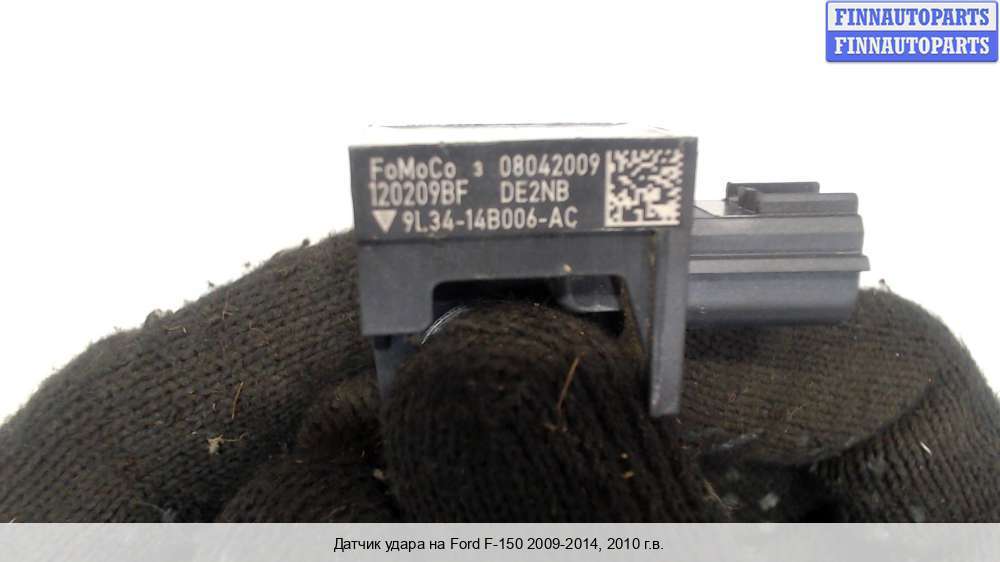 FINNAUTOPARTS
FINNAUTOPARTS
FoMoCo 3 08042009
120209BF DE2NB
9L34-14B006-AC
Датчик удара на Ford F-150 2009-2014, 2010 г.в.